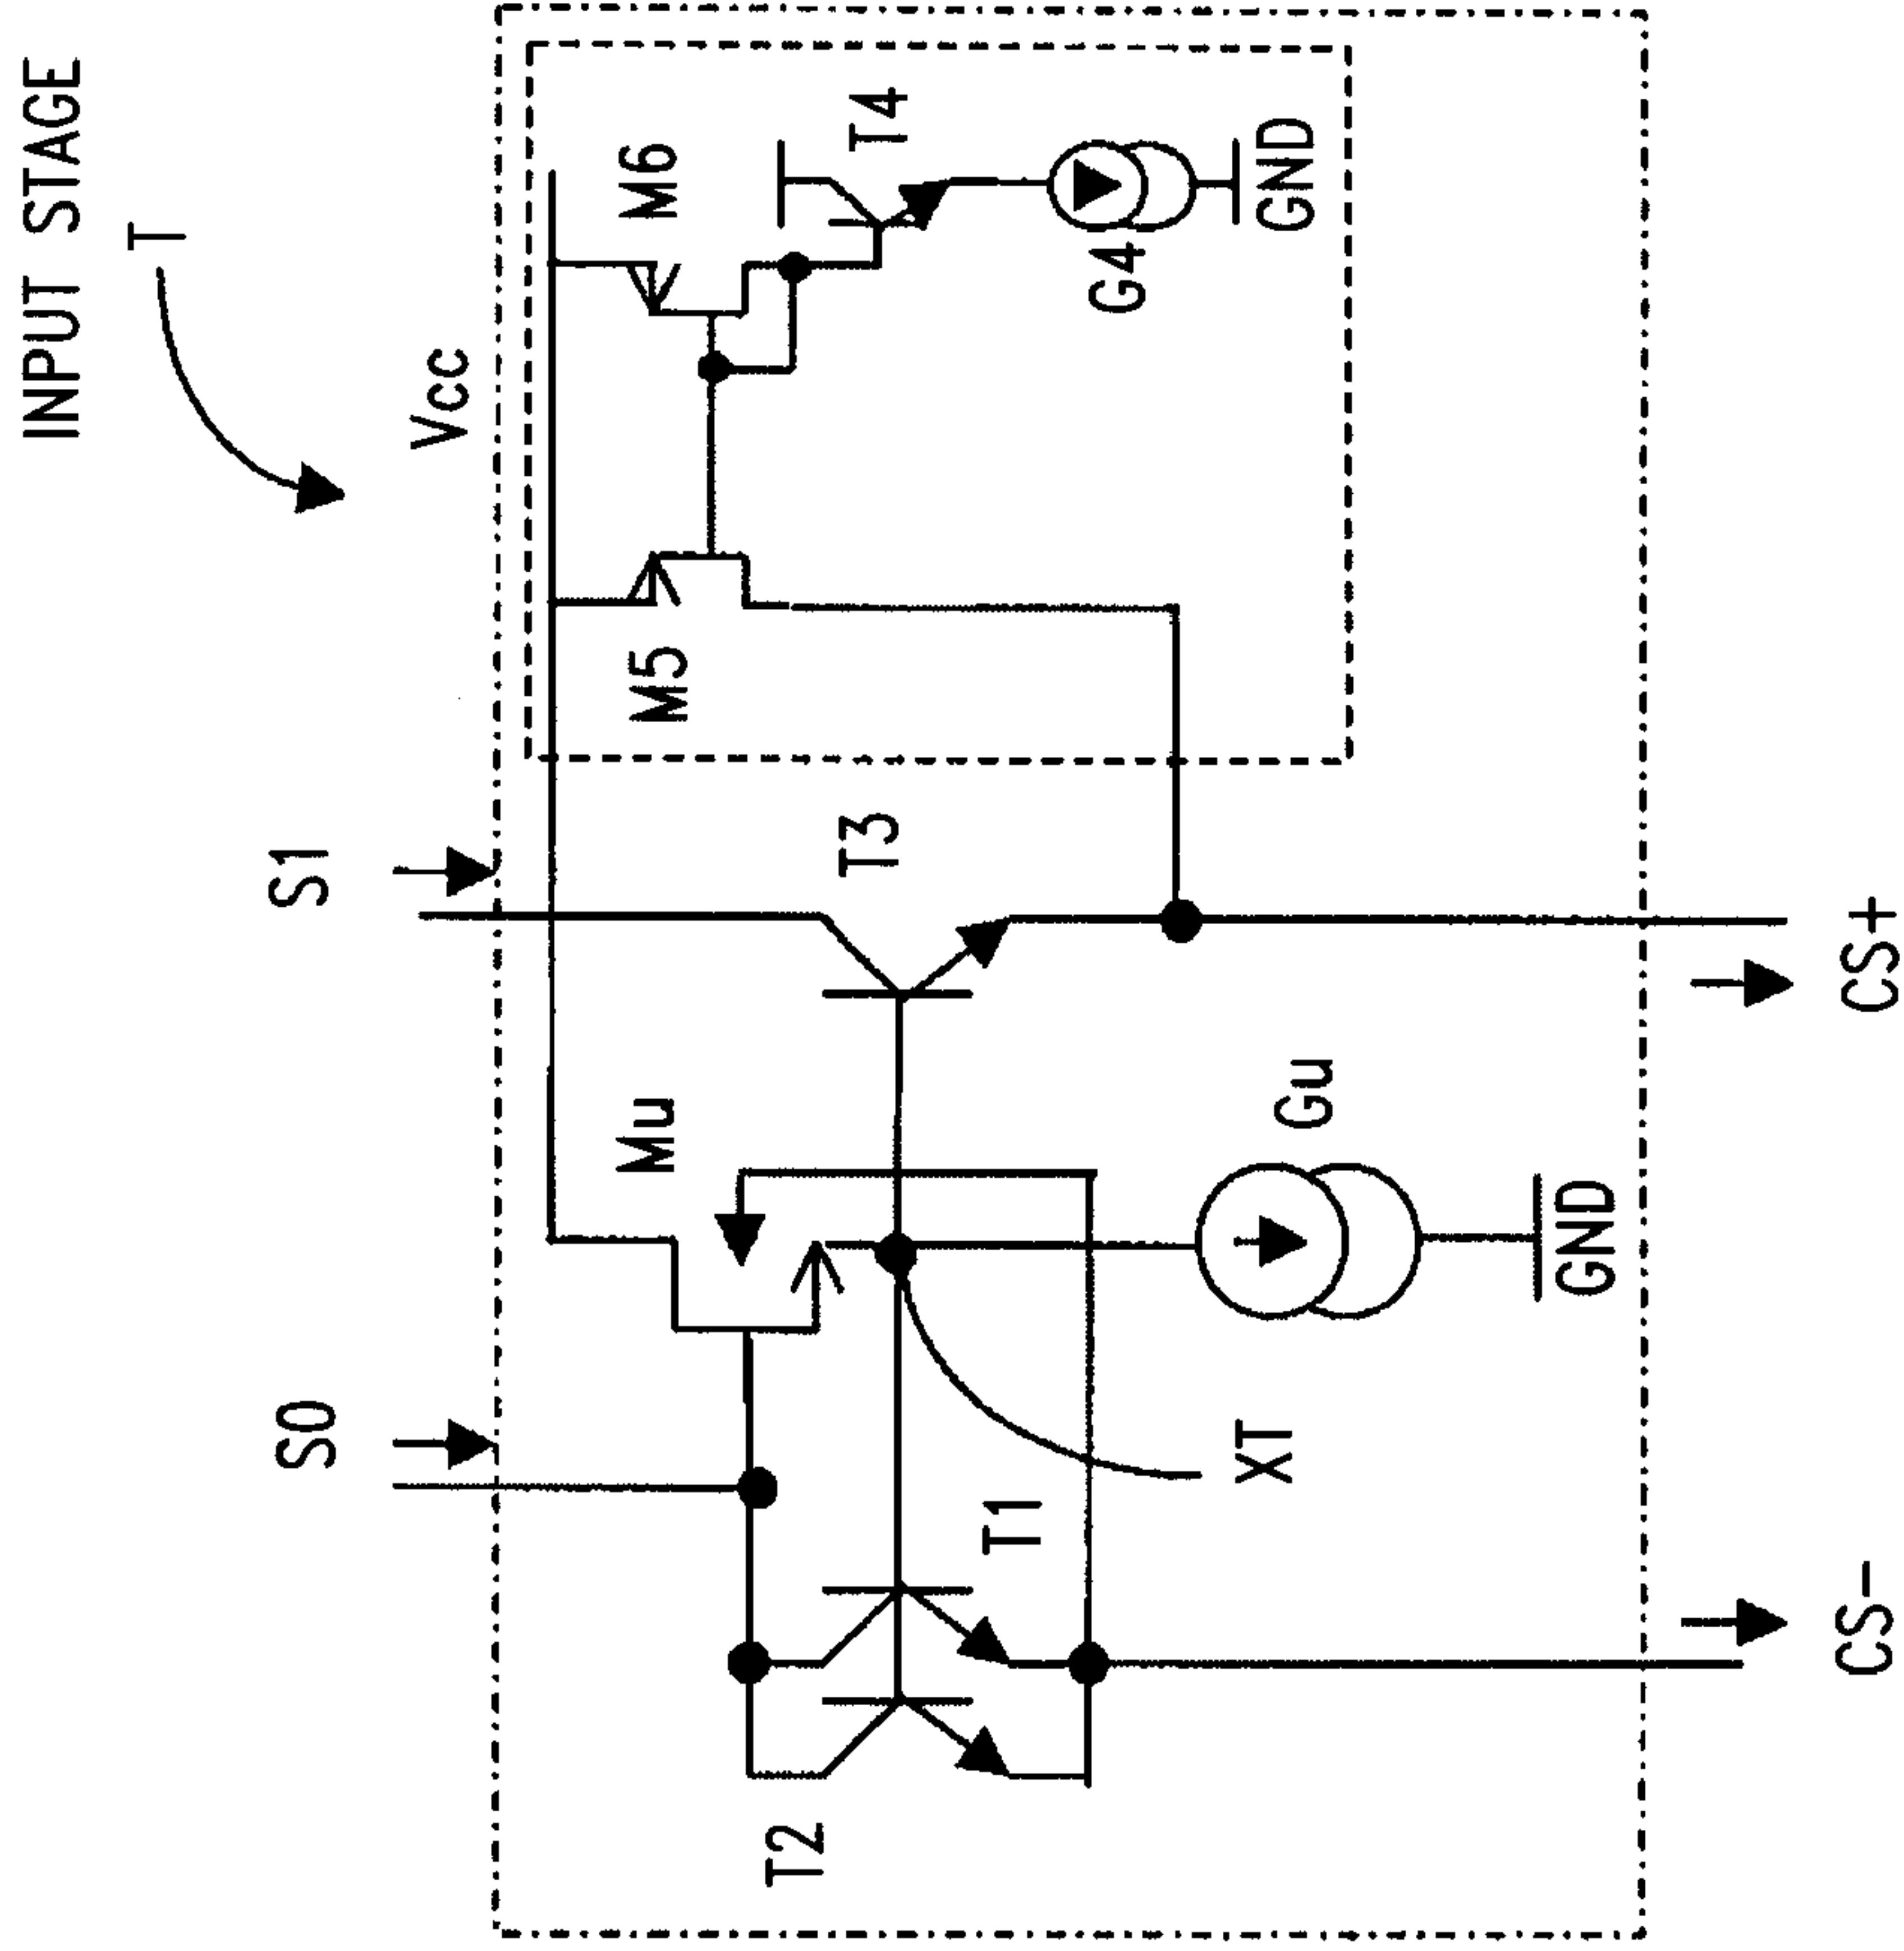 INPUT STAGE
T
S0
S1
Vcc
Mu
M5
M6
T2
T1
T3
T4
XT
Gu
G4
GND
GND
CS-
CS+